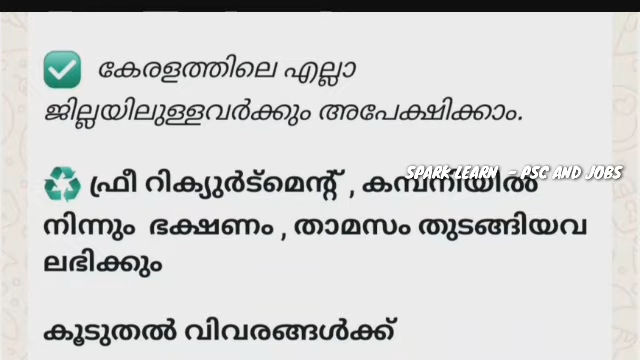 കേരളത്തിലെ എല്ലാ
ജില്ലയിലുള്ളവർക്കും അപേക്ഷിക്കാം.
SPARK LEARN - PSC AND JOBS
ഫ്രീ റിക്യുർട്മെന്റ് , കമ്പനിയിൽ
നിന്നും ഭക്ഷണം , താമസം തുടങ്ങിയവ
ലഭിക്കും
കൂടുതൽ വിവരങ്ങൾക്ക്